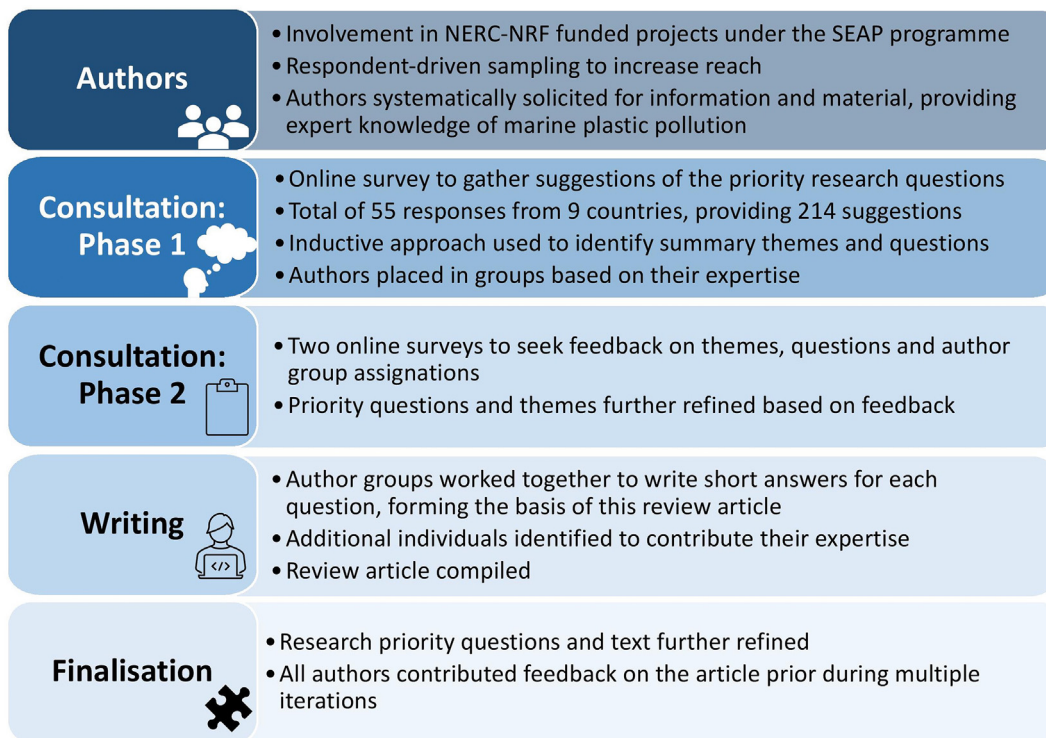 Authors
• Involvement in NERC-NRF funded projects under the SEAP programme
• Respondent-driven sampling to increase reach
• Authors systematically solicited for information and material, providing
expert knowledge of marine plastic pollution
Consultation:
Phase 1
• Online survey to gather suggestions of the priority research questions
• Total of 55 responses from 9 countries, providing 214 suggestions
• Inductive approach used to identify summary themes and questions
• Authors placed in groups based on their expertise
Consultation:
Phase 2
• Two online surveys to seek feedback on themes, questions and author
group assignations
• Priority questions and themes further refined based on feedback
Writing
</>
• Author groups worked together to write short answers for each
question, forming the basis of this review article
• Additional individuals identified to contribute their expertise
• Review article compiled
Finalisation
• Research priority questions and text further refined
• All authors contributed feedback on the article prior during multiple
iterations